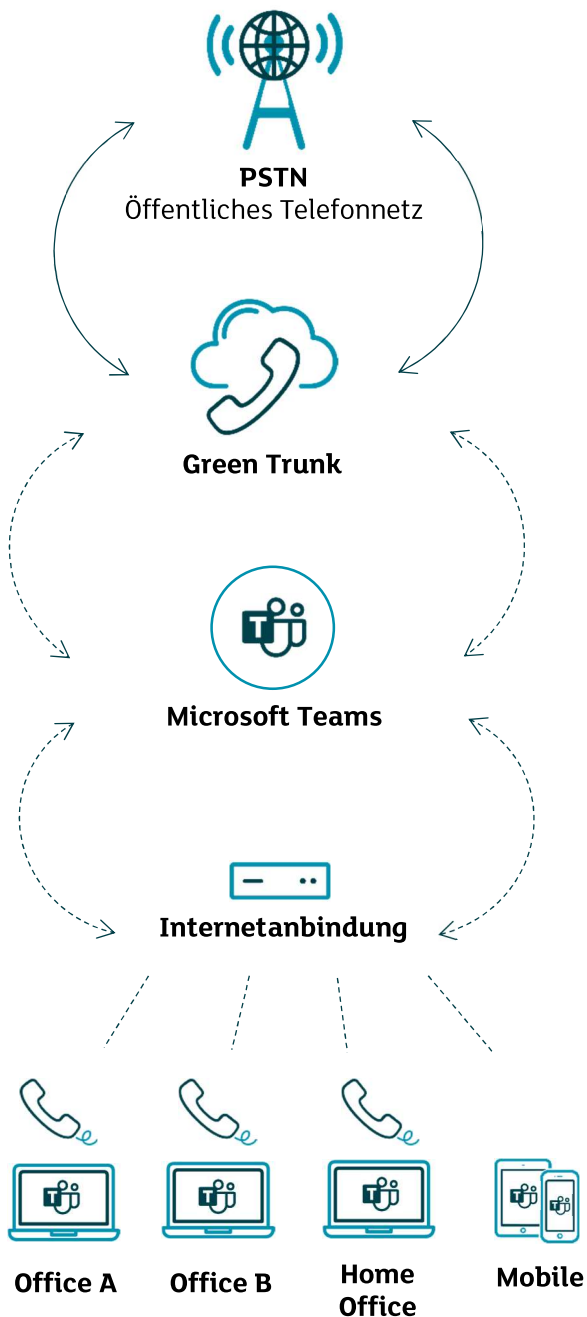 PSTN
Öffentliches Telefonnetz
Green Trunk
T
Microsoft Teams
Internetanbindung
T
T
T
T
T
Office A
Office B
Home
Office
Mobile